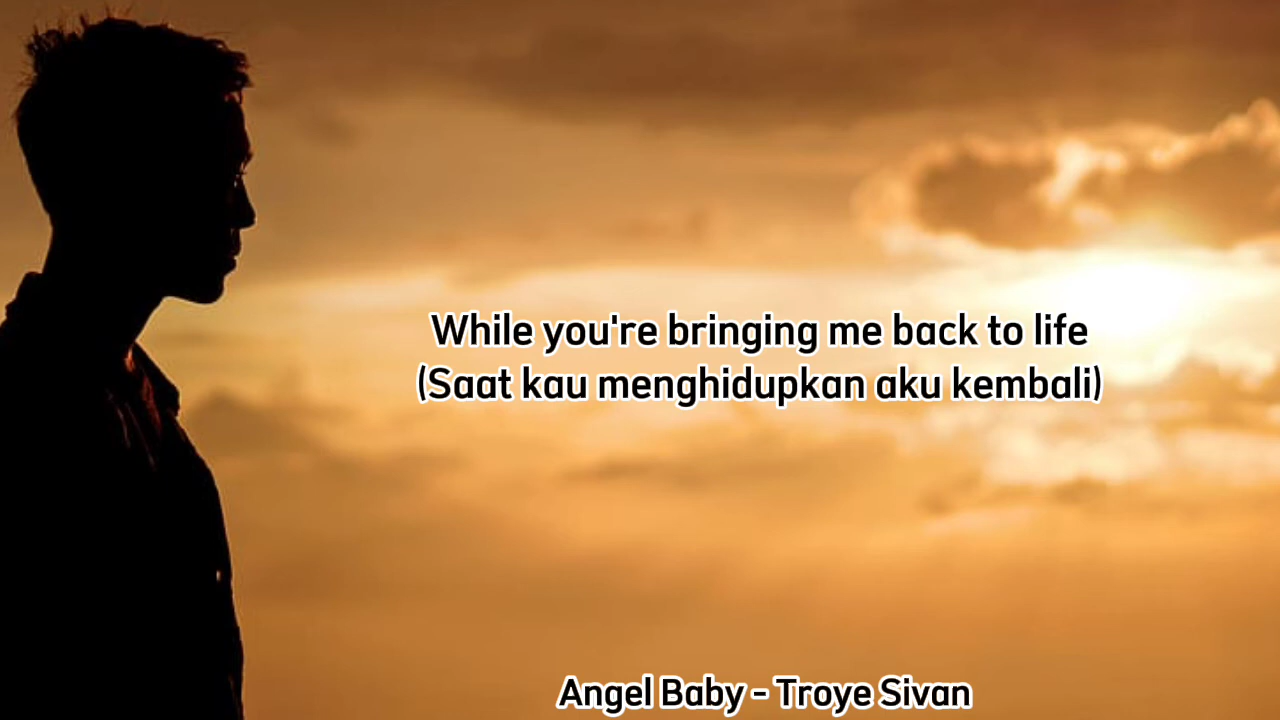 While you're bringing me back to life
(Saat kau menghidupkan aku kembali)
Angel Baby - Troye Sivan